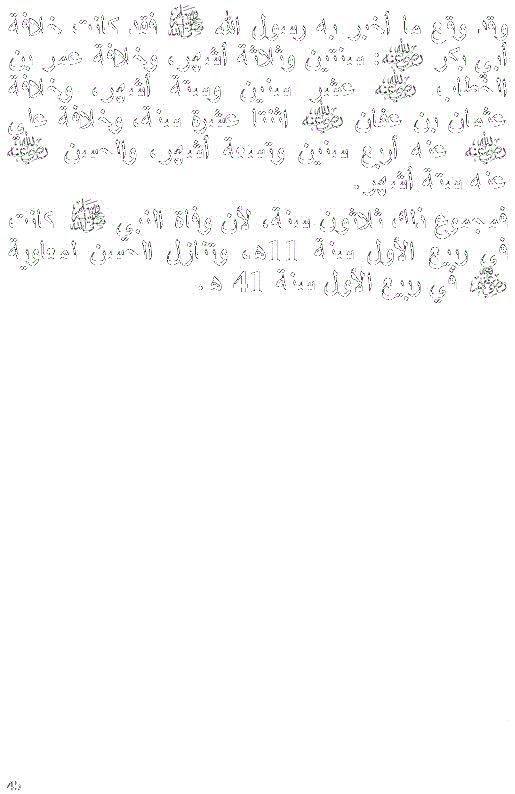 وقد وقع ما أخبر به رسول الله ﷺ فقد كانت خلافة
أبي بكر رضي الله عنه: سنتين وثلاثة أشهر، وخلافة عمر بن
الخطاب رضي الله عنه عشر سنين وستة أشهر، وخلافة
عثمان بن عفان رضي الله عنه اثنتا عشرة سنة، وخلافة علي
رضي الله عنه أربع سنين وتسعة أشهر، والحسن رضي الله
عنه ستة أشهر.
فمجموع ذلك ثلاثون سنة، لأن وفاة النبي ﷺ كانت
في ربيع الأول سنة 11هـ، وتنازل الحسن لمعاوية
رضي الله عنه في ربيع الأول سنة 41 هـ.
45